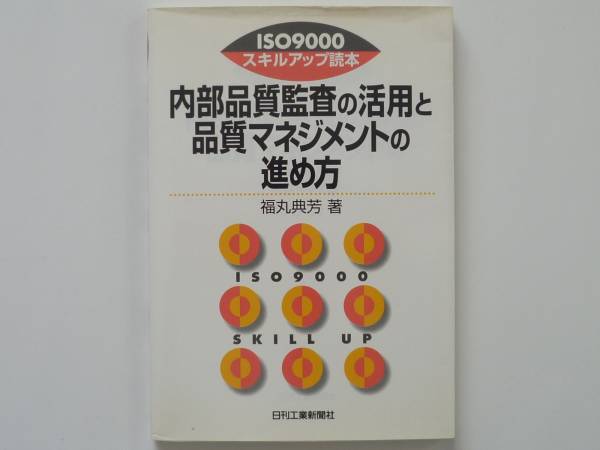 ISO9000
スキルアップ読本
内部品質監査の活用と
品質マネジメントの
進め方
福丸典芳 著
ISO9000
SKILL UP
日刊工業新聞社